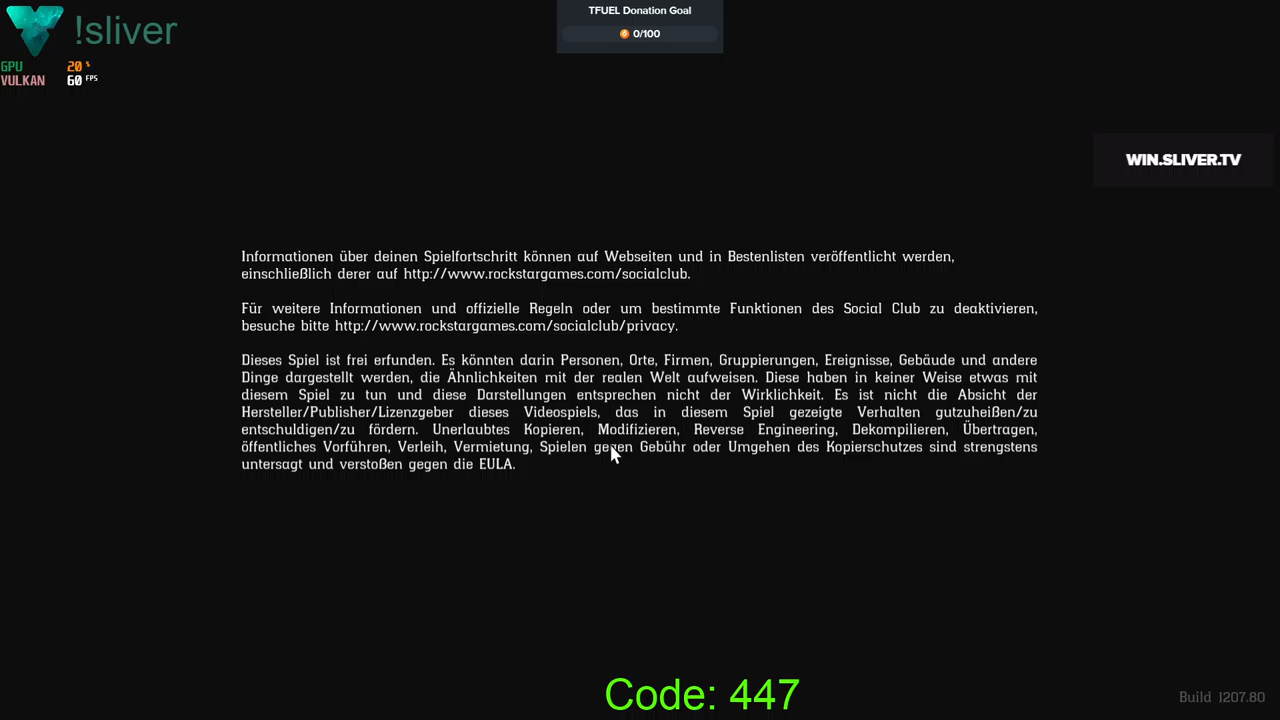 !sliver
TFUEL Donation Goal
0/100
GPU 20 %
VULKAN 60 FPS
WIN.SLIVER.TV
Informationen über deinen Spielfortschritt können auf Webseiten und in Bestenlisten veröffentlicht werden,
einschließlich derer auf http://www.rockstargames.com/socialclub.
Für weitere Informationen und offizielle Regeln oder um bestimmte Funktionen des Social Club zu deaktivieren,
besuche bitte http://www.rockstargames.com/socialclub/privacy.
Dieses Spiel ist frei erfunden. Es könnten darin Personen, Orte, Firmen, Gruppierungen, Ereignisse, Gebäude und andere
Dinge dargestellt werden, die Ähnlichkeiten mit der realen Welt aufweisen. Diese haben in keiner Weise etwas mit
diesem Spiel zu tun und diese Darstellungen entsprechen nicht der Wirklichkeit. Es ist nicht die Absicht der
Hersteller/Publisher/Lizenzgeber dieses Videospiels, das in diesem Spiel gezeigte Verhalten gutzuheißen/zu
entschuldigen/zu fördern. Unerlaubtes Kopieren, Modifizieren, Reverse Engineering, Dekompilieren, Übertragen,
öffentliches Vorführen, Verleih, Vermietung, Spielen gegen Gebühr oder Umgehen des Kopierschutzes sind strengstens
untersagt und verstoßen gegen die EULA.
Code: 447
Build 1207.80